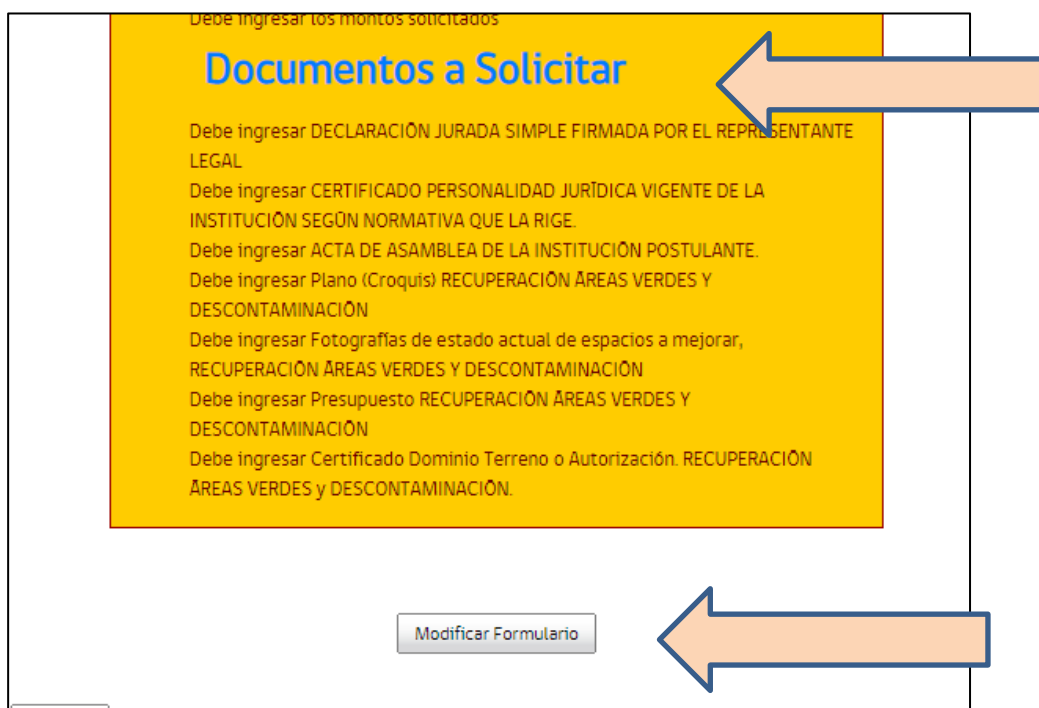 Debe ingresar los montos solicitados
Documentos a Solicitar
Debe ingresar DECLARACIÓN JURADA SIMPLE FIRMADA POR EL REPRESENTANTE
LEGAL
Debe ingresar CERTIFICADO PERSONALIDAD JURÍDICA VIGENTE DE LA
INSTITUCIÓN SEGÚN NORMATIVA QUE LA RIGE.
Debe ingresar ACTA DE ASAMBLEA DE LA INSTITUCIÓN POSTULANTE.
Debe ingresar Plano (Croquis) RECUPERACIÓN ÁREAS VERDES Y
DESCONTAMINACIÓN
Debe ingresar Fotografías de estado actual de espacios a mejorar,
RECUPERACIÓN ÁREAS VERDES Y DESCONTAMINACIÓN
Debe ingresar Presupuesto RECUPERACIÓN ÁREAS VERDES Y
DESCONTAMINACIÓN
Debe ingresar Certificado Dominio Terreno o Autorización. RECUPERACIÓN
ÁREAS VERDES y DESCONTAMINACIÓN.
Modificar Formulario